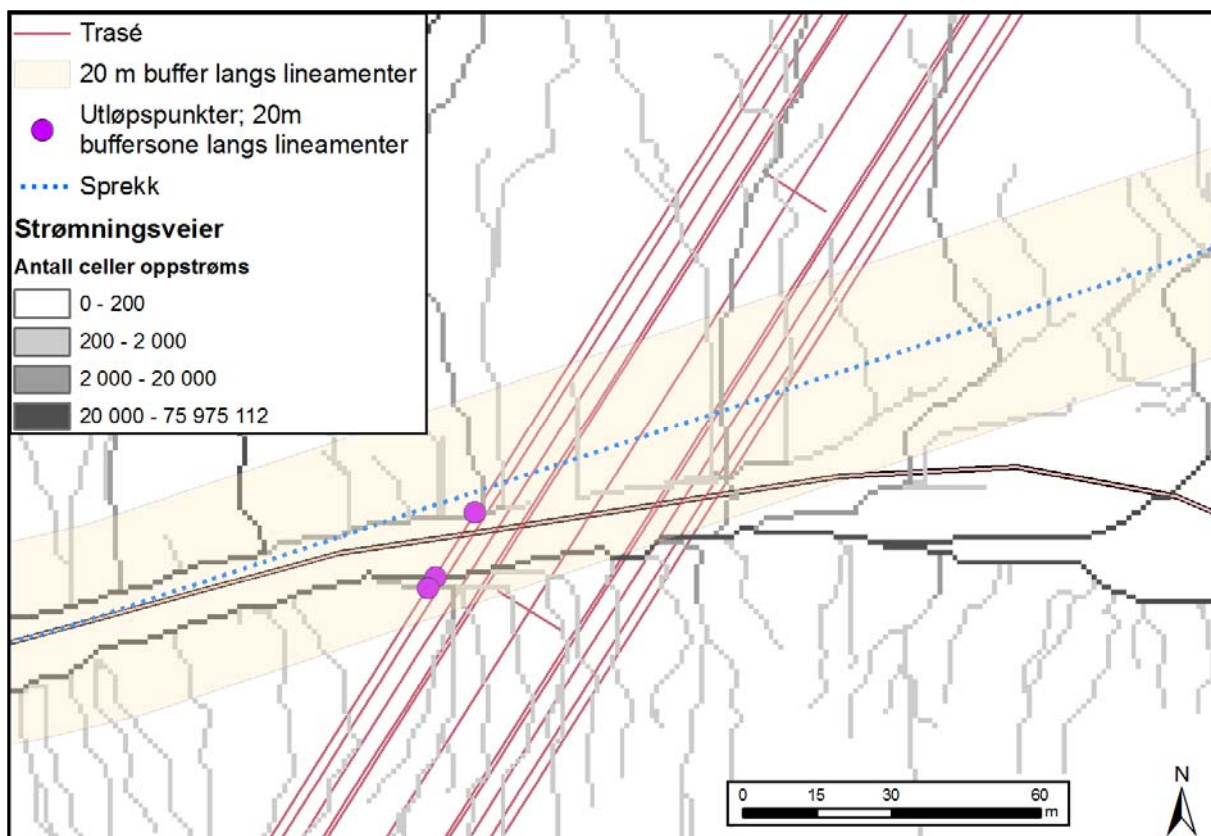 Trasé
20 m buffer langs lineamenter
Utløpspunkter; 20m
buffersone langs lineamenter
Sprekk
Strømningsveier
Antall celler oppstrøms
0 - 200
200 - 2 000
2 000 - 20 000
20 000 - 75 975 112
N
0 15 30 60
m